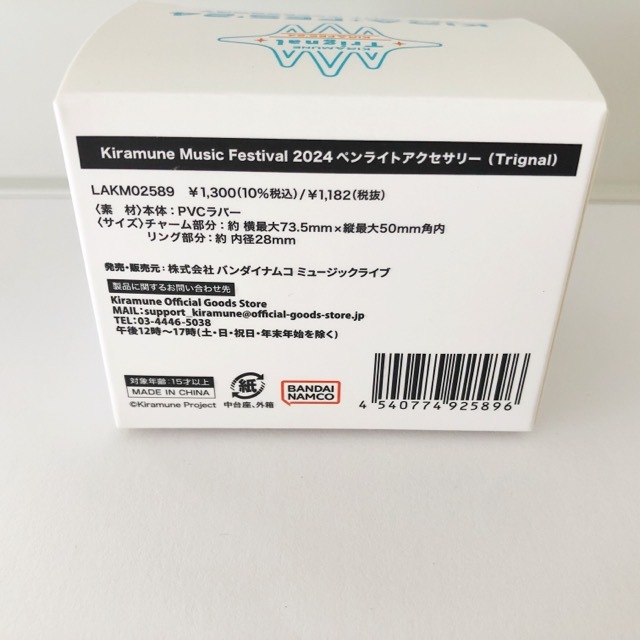 KIRA★FES'24
KIRAMUNE
Trignal
KIRA★FES'24
Kiramune Music Festival 2024 ペンライトアクセサリー（Trignal）
LAKM02589 ￥1,300(10%税込)/￥1,182(税抜)
〈素 材〉本体：PVCラバー
〈サイズ〉チャーム部分：約 横最大73.5mm×縦最大50mm角内
リング部分：約 内径28mm
発売・販売元：株式会社 バンダイナムコ ミュージックライブ
製品に関するお問い合わせ先
Kiramune Official Goods Store
MAIL：support_kiramune@official-goods-store.jp
TEL：03-4446-5038
午後12時〜17時(土・日・祝日・年末年始を除く)
対象年齢：15才以上
MADE IN CHINA
©Kiramune Project
紙
中台座、外箱
BANDAI
NAMCO
4 540774 925896